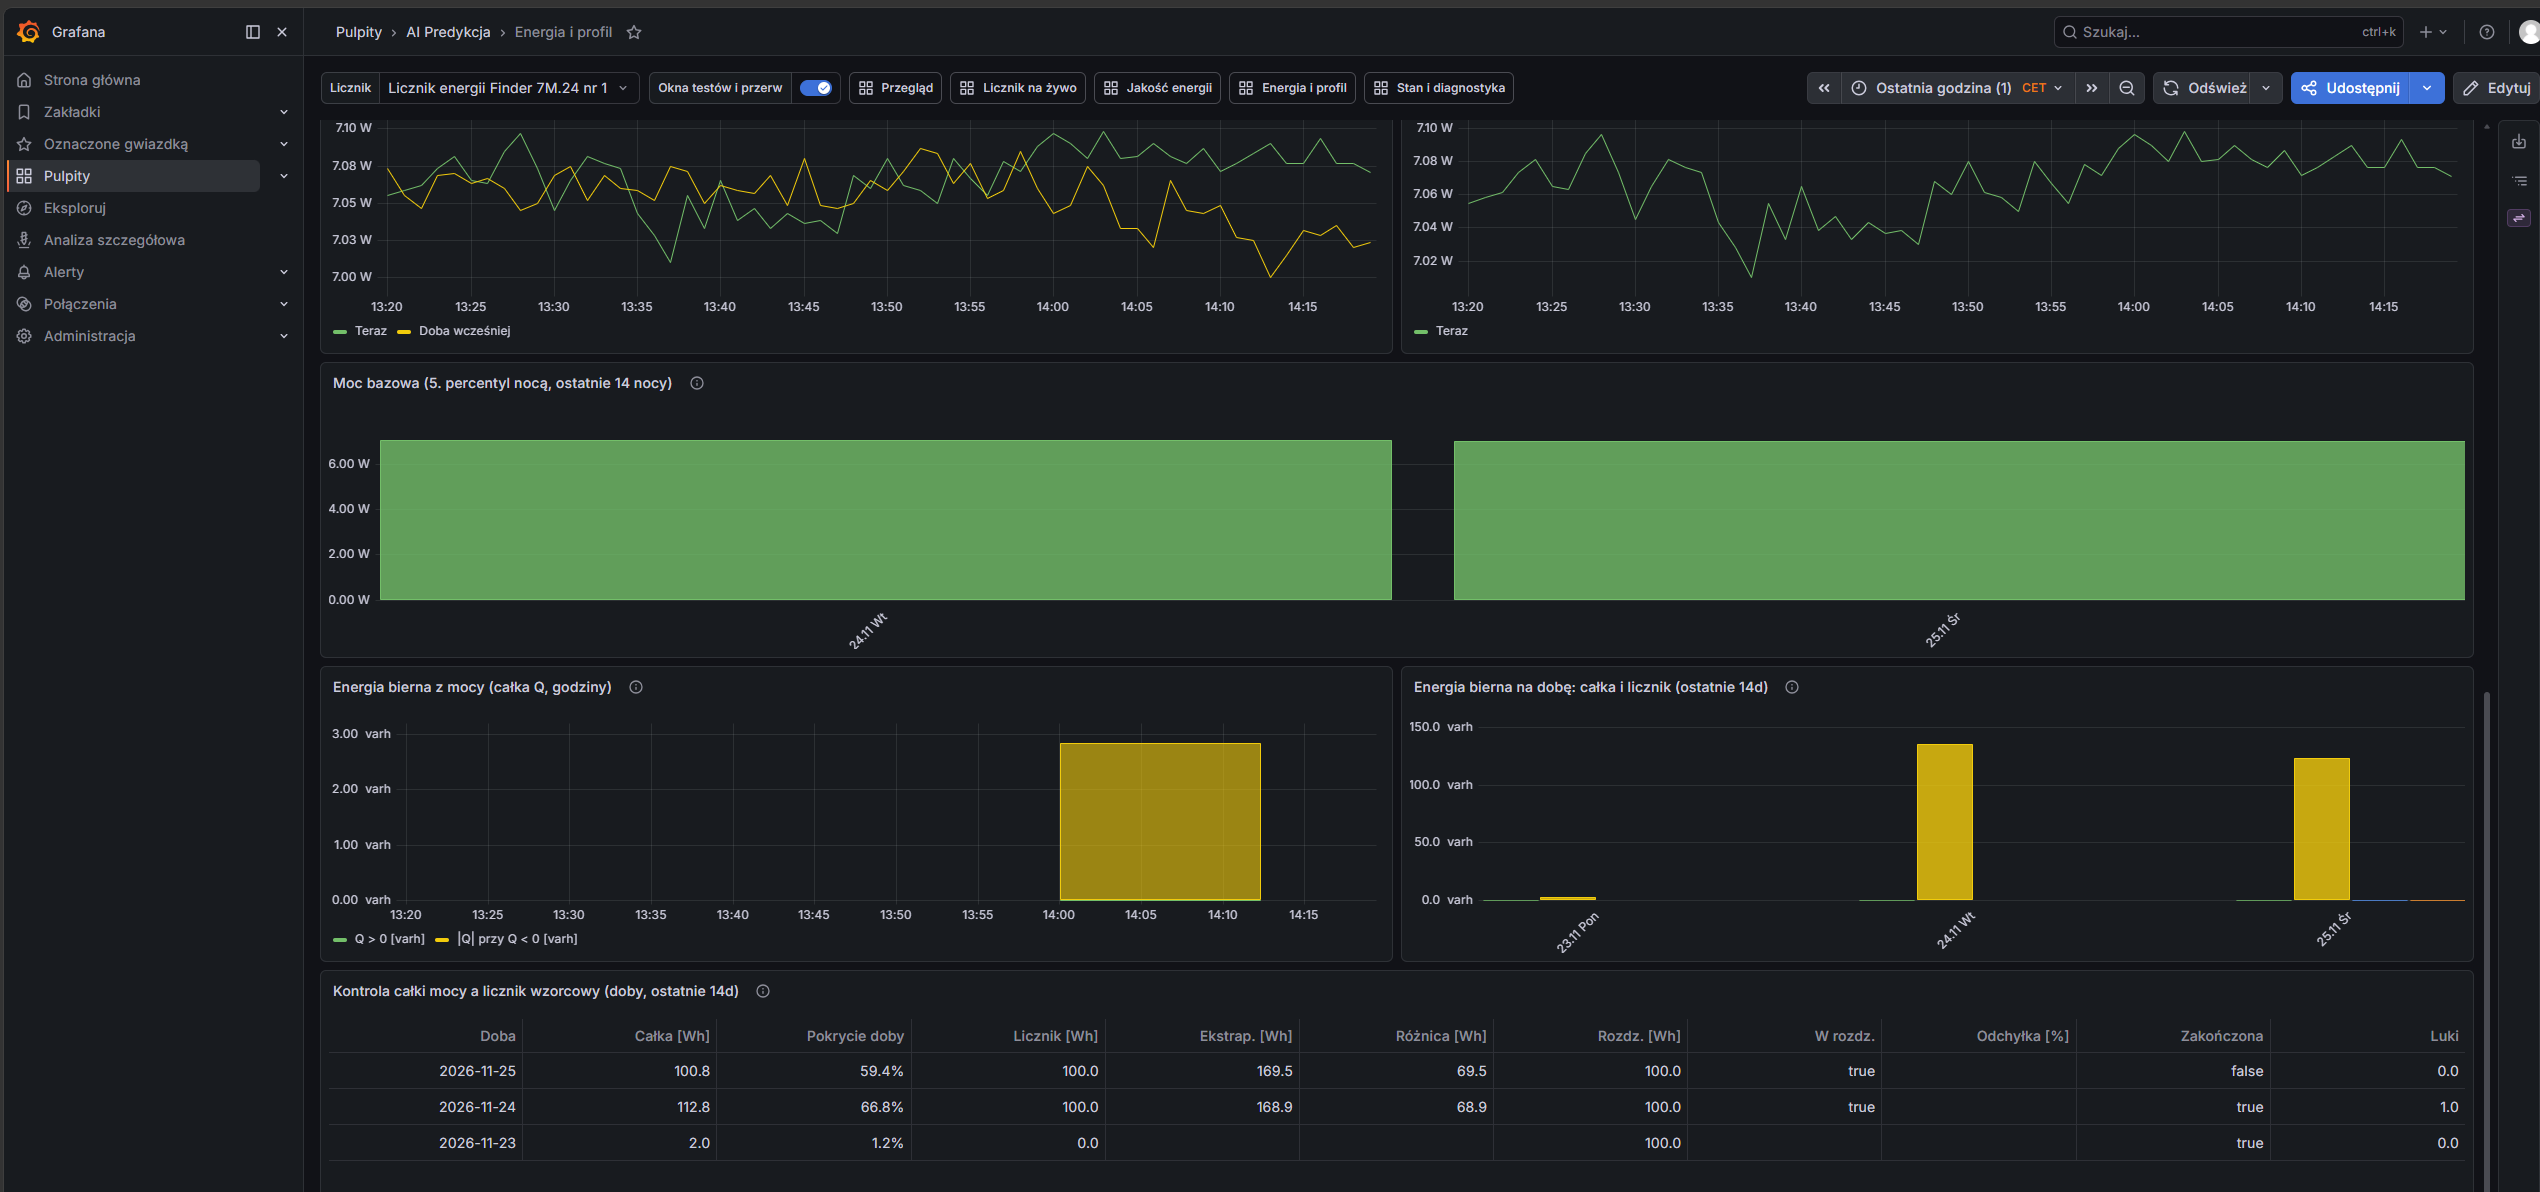 Grafana
Pulpity › AI Predykcja › Energia i profil
Szukaj... ctrl+k
Strona główna
Zakładki
Oznaczone gwiazdką
Pulpity
Eksploruj
Analiza szczegółowa
Alerty
Połączenia
Administracja
Licznik Licznik energii Finder 7M.24 nr 1 Okna testów i przerw Przegląd Licznik na żywo Jakość energii Energia i profil Stan i diagnostyka Ostatnia godzina (1) CET Odśwież Udostępnij Edytuj
7.10 W
7.08 W
7.05 W
7.03 W
7.00 W
13:20 13:25 13:30 13:35 13:40 13:45 13:50 13:55 14:00 14:05 14:10 14:15
Teraz Doba wcześniej
7.10 W
7.08 W
7.06 W
7.04 W
7.02 W
13:20 13:25 13:30 13:35 13:40 13:45 13:50 13:55 14:00 14:05 14:10 14:15
Teraz
Moc bazowa (5. percentyl nocą, ostatnie 14 nocy)
6.00 W
4.00 W
2.00 W
0.00 W
24.11 Wt 25.11 Śr
Energia bierna z mocy (całka Q, godziny)
3.00 varh
2.00 varh
1.00 varh
0.00 varh
13:20 13:25 13:30 13:35 13:40 13:45 13:50 13:55 14:00 14:05 14:10 14:15
Q > 0 [varh] |Q| przy Q < 0 [varh]
Energia bierna na dobę: całka i licznik (ostatnie 14d)
150.0 varh
100.0 varh
50.0 varh
0.0 varh
23.11 Pon 24.11 Wt 25.11 Śr
Kontrola całki mocy a licznik wzorcowy (doby, ostatnie 14d)
Doba Całka [Wh] Pokrycie doby Licznik [Wh] Ekstrap. [Wh] Różnica [Wh] Rozdz. [Wh] W rozdz. Odchyłka [%] Zakończona Luki
2026-11-25 100.8 59.4% 100.0 169.5 69.5 100.0 true false 0.0
2026-11-24 112.8 66.8% 100.0 168.9 68.9 100.0 true true 1.0
2026-11-23 2.0 1.2% 0.0 100.0 true 0.0